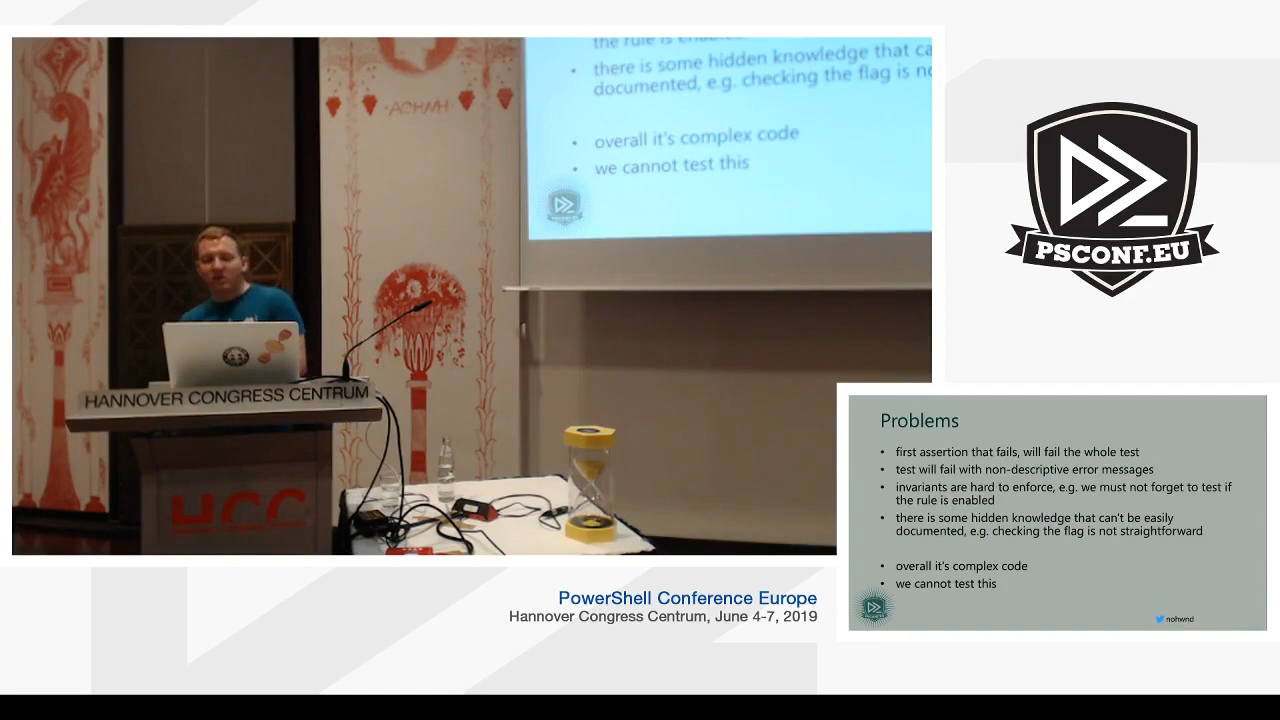 the rule is enabled
• there is some hidden knowledge that ca
documented, e.g. checking the flag is no
• overall it's complex code
• we cannot test this
HANNOVER CONGRESS CENTRUM
HCC
PSCONF.EU
Problems
• first assertion that fails, will fail the whole test
• test will fail with non-descriptive error messages
• invariants are hard to enforce, e.g. we must not forget to test if
the rule is enabled
• there is some hidden knowledge that can't be easily
documented, e.g. checking the flag is not straightforward
• overall it's complex code
• we cannot test this
nohwnd
PowerShell Conference Europe
Hannover Congress Centrum, June 4-7, 2019